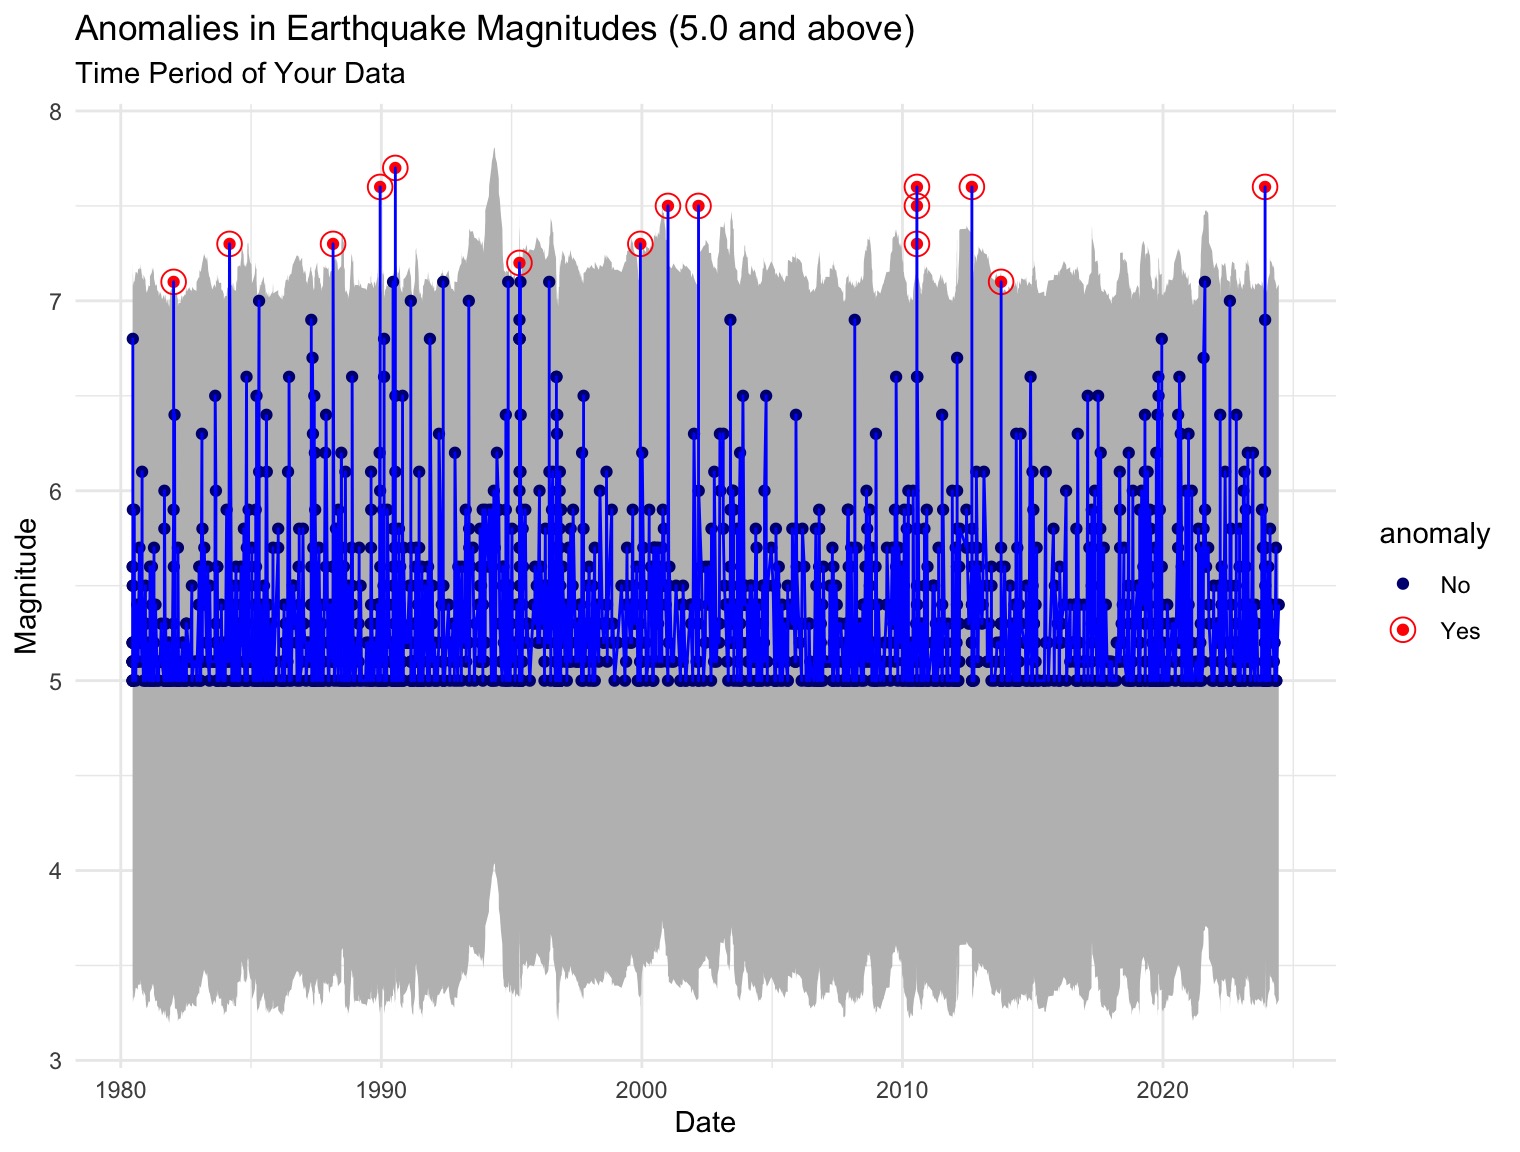 Anomalies in Earthquake Magnitudes (5.0 and above)
Time Period of Your Data
8
7
6
5
4
3
Magnitude
1980
1990
2000
2010
2020
Date
anomaly
No
Yes